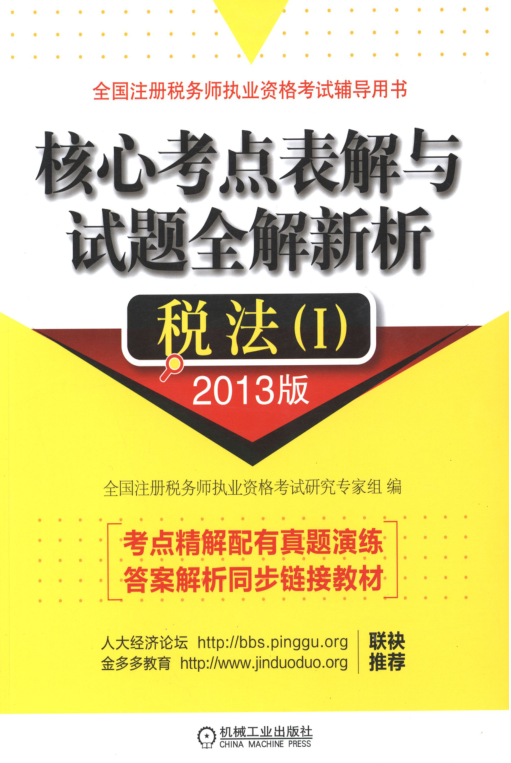 全国注册税务师执业资格考试辅导用书
核心考点表解与
试题全解新析
税法(I)
2013版
全国注册税务师执业资格考试研究专家组 编
考点精解配有真题演练
答案解析同步链接教材
人大经济论坛 http://bbs.pinggu.org
金多多教育 http://www.jinduoduo.org
联袂
推荐
机械工业出版社
CHINA MACHINE PRESS